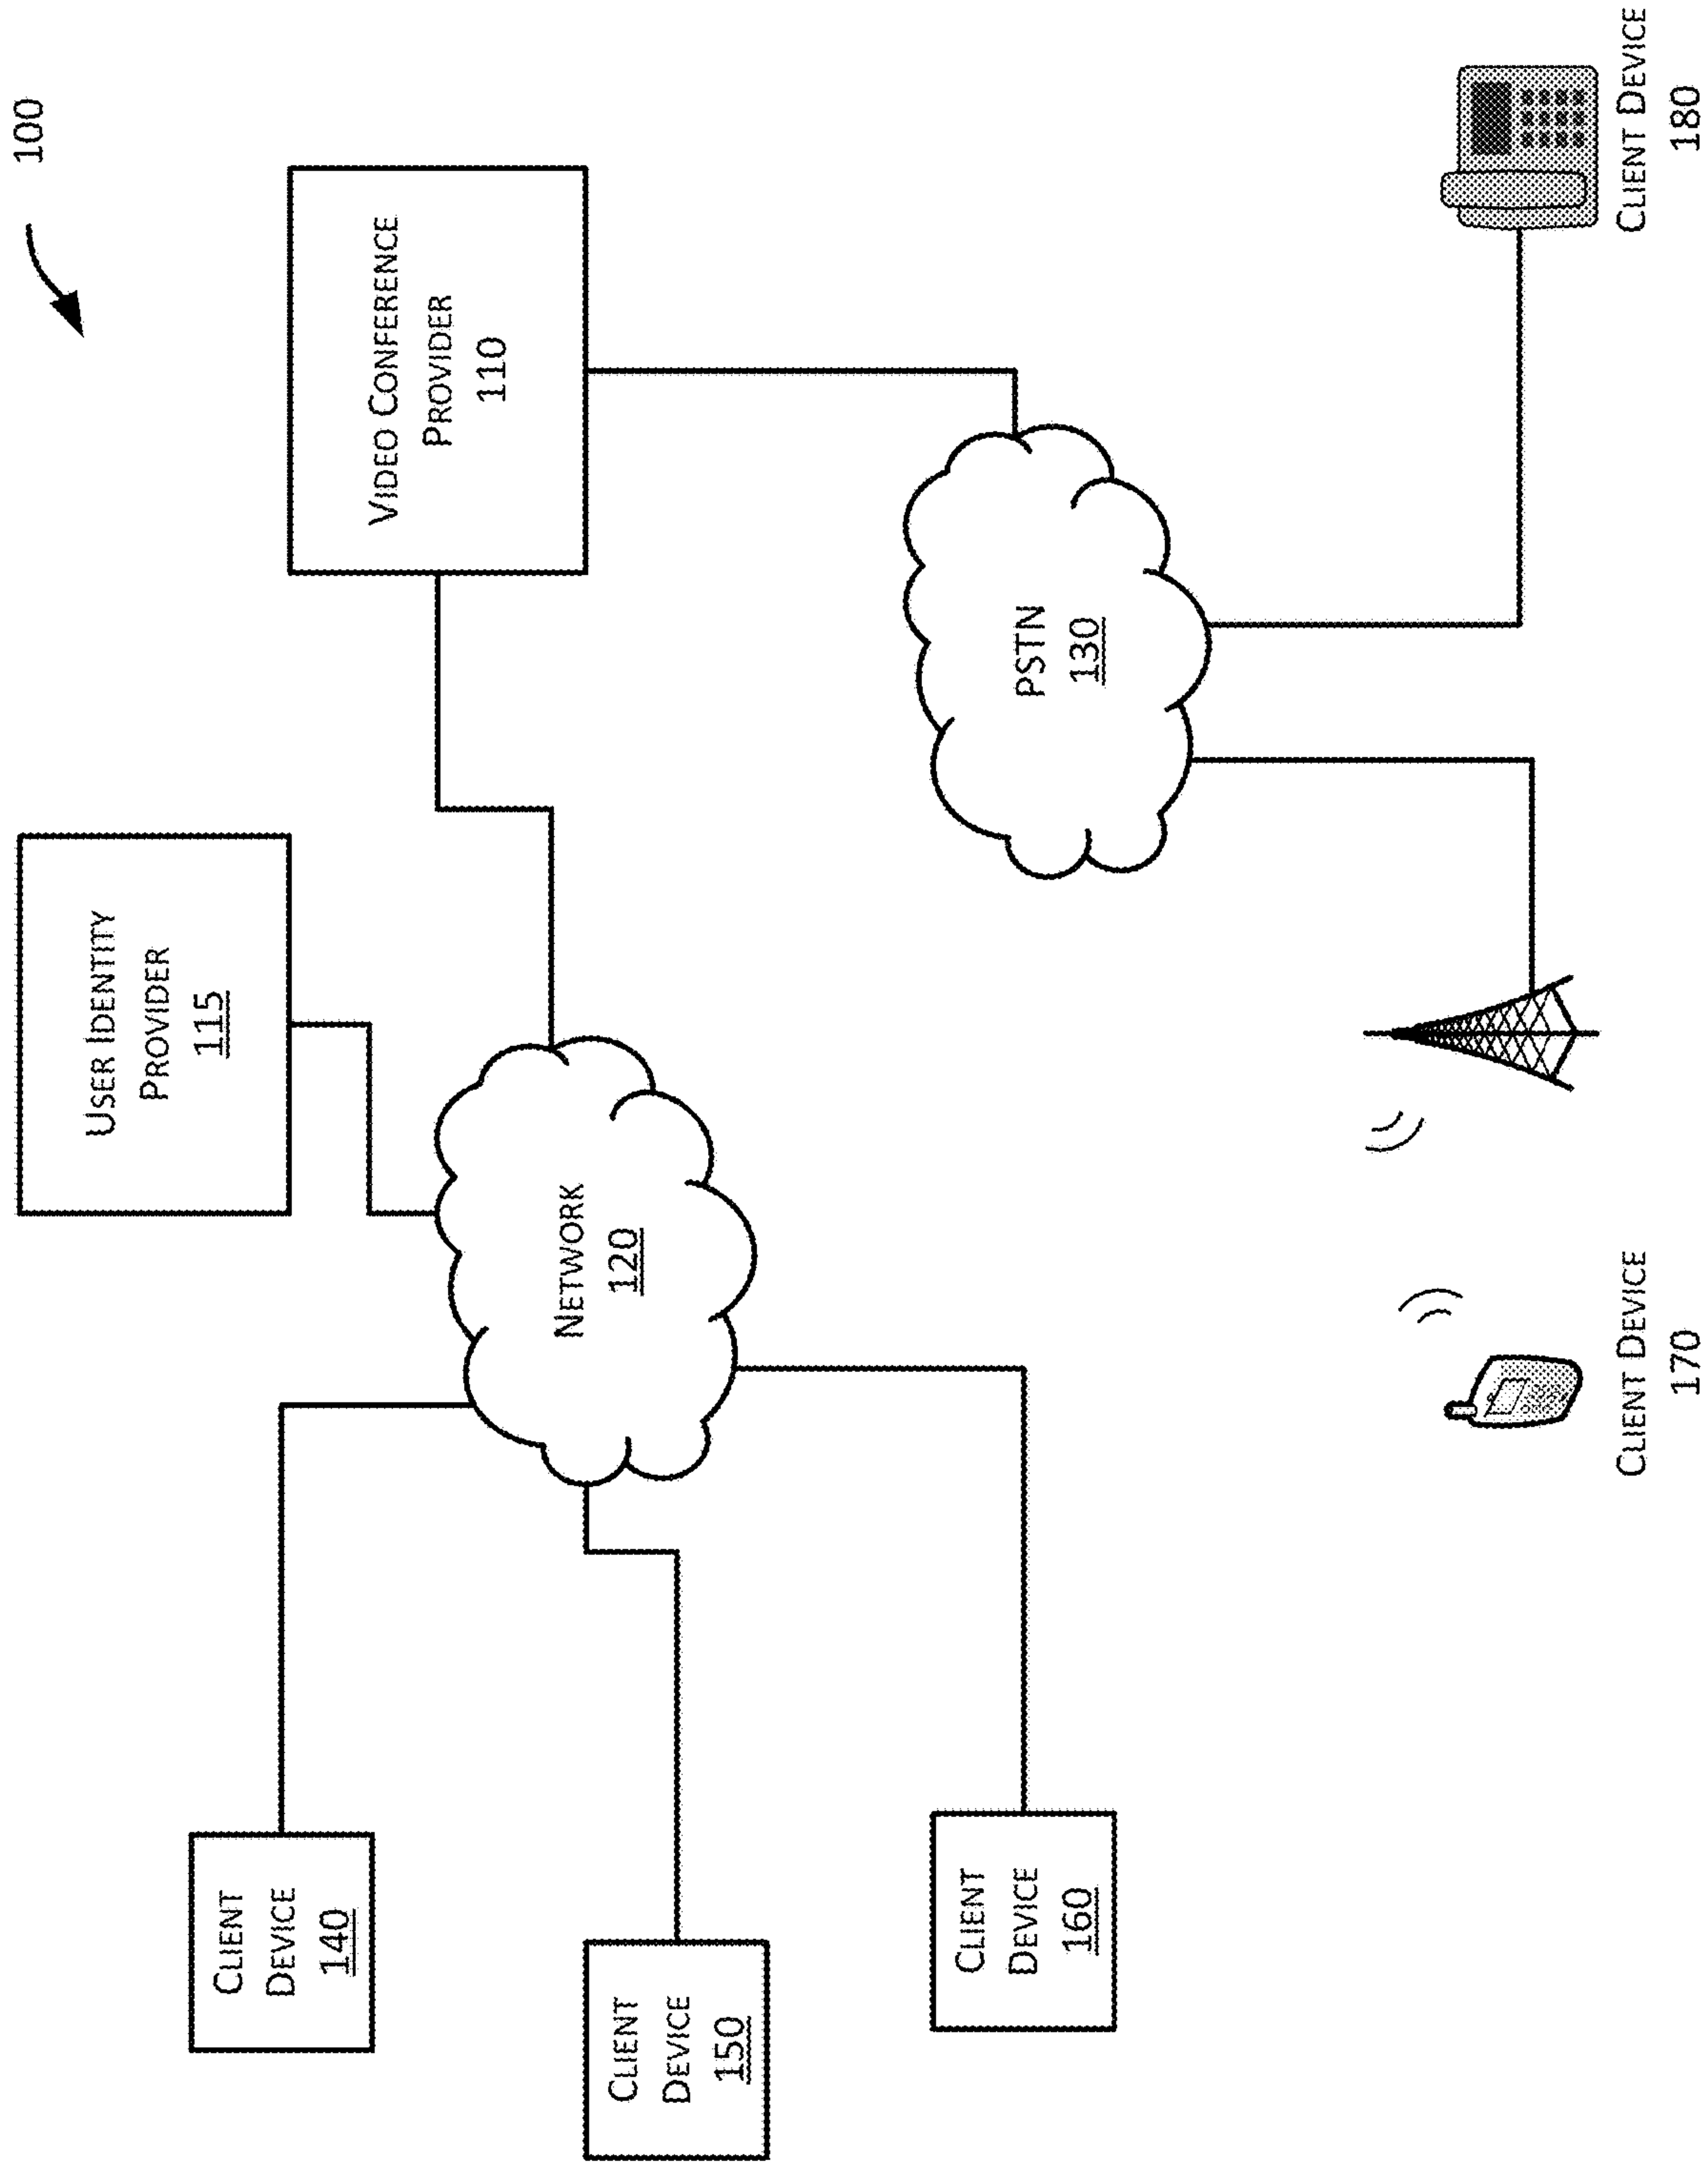 100
USER IDENTITY
PROVIDER
115
VIDEO CONFERENCE
PROVIDER
110
CLIENT
DEVICE
140
NETWORK
120
CLIENT
DEVICE
150
PSTN
130
CLIENT
DEVICE
160
CLIENT DEVICE
170
CLIENT DEVICE
180